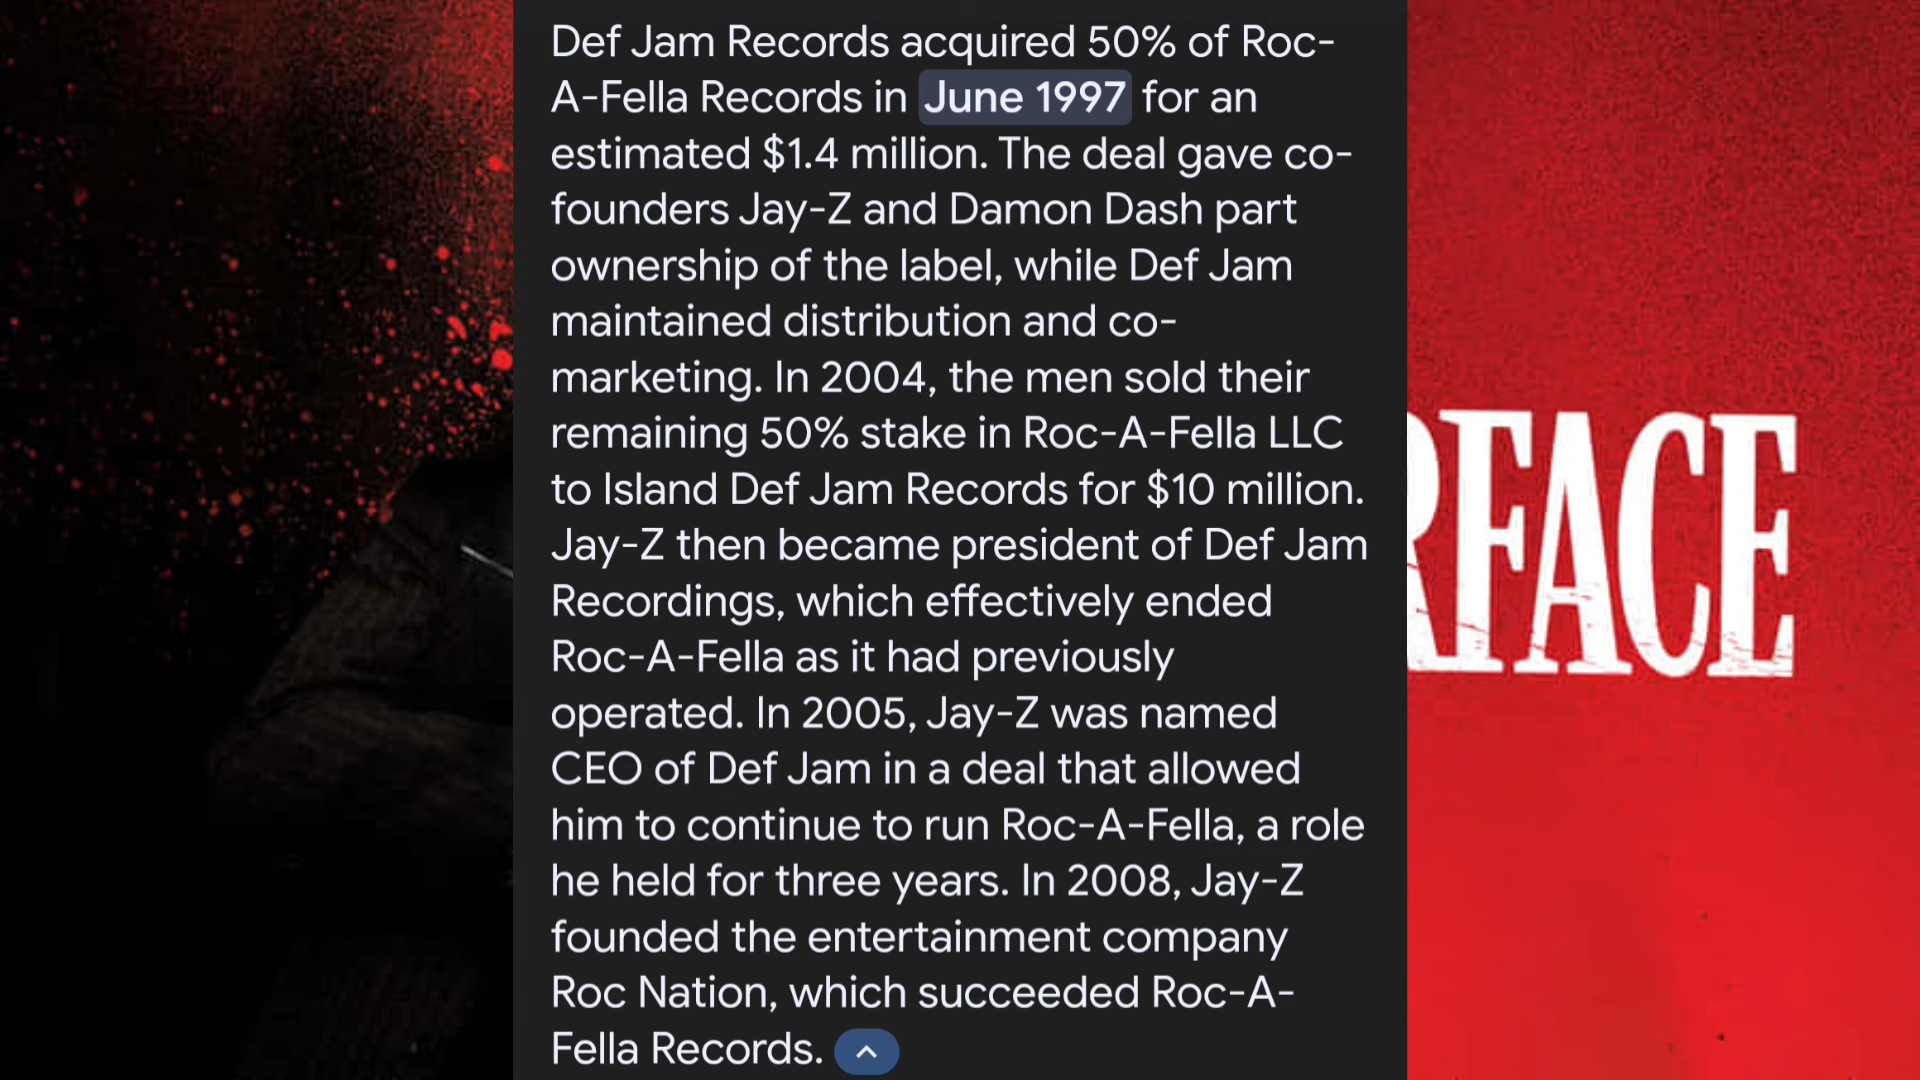 Def Jam Records acquired 50% of Roc-
A-Fella Records in June 1997 for an
estimated $1.4 million. The deal gave co-
founders Jay-Z and Damon Dash part
ownership of the label, while Def Jam
maintained distribution and co-
marketing. In 2004, the men sold their
remaining 50% stake in Roc-A-Fella LLC
to Island Def Jam Records for $10 million.
Jay-Z then became president of Def Jam
Recordings, which effectively ended
Roc-A-Fella as it had previously
operated. In 2005, Jay-Z was named
CEO of Def Jam in a deal that allowed
him to continue to run Roc-A-Fella, a role
he held for three years. In 2008, Jay-Z
founded the entertainment company
Roc Nation, which succeeded Roc-A-
Fella Records.
RFACE